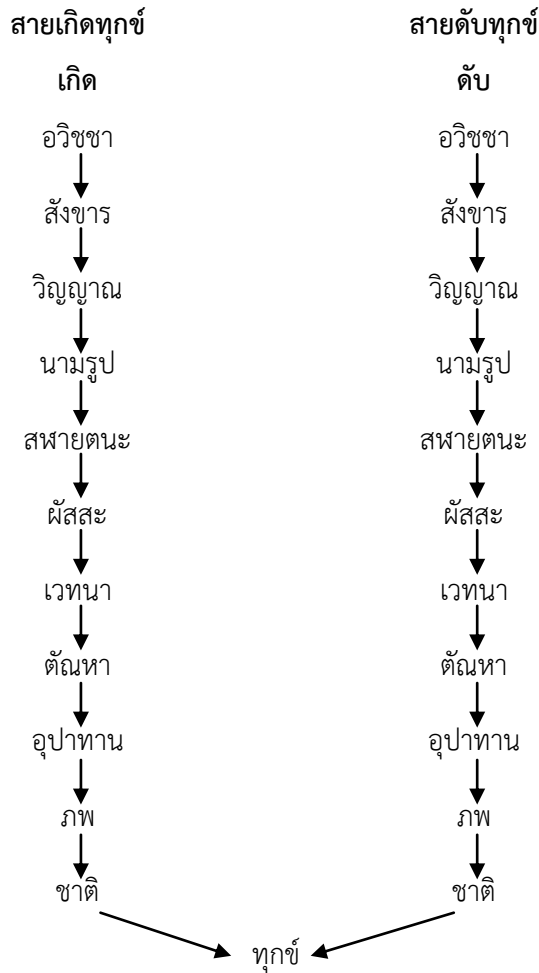 สายเกิดทุกข์ สายดับทุกข์
เกิด ดับ
อวิชชา อวิชชา
สังขาร สังขาร
วิญญาณ วิญญาณ
นามรูป นามรูป
สฬายตนะ สฬายตนะ
ผัสสะ ผัสสะ
เวทนา เวทนา
ตัณหา ตัณหา
อุปาทาน อุปาทาน
ภพ ภพ
ชาติ ชาติ
ทุกข์